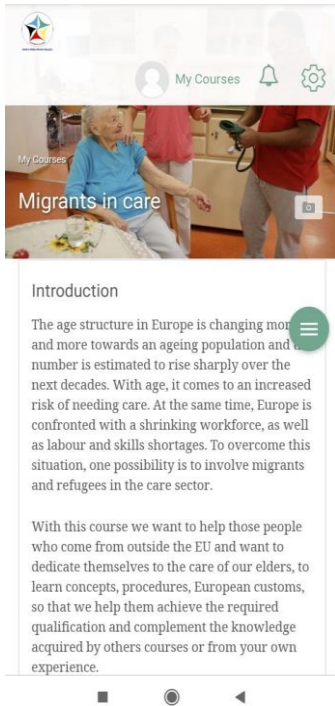 My Courses
My Courses
Migrants in care
Introduction
The age structure in Europe is changing
and more towards an ageing population and
number is estimated to rise sharply over the
next decades. With age, it comes to an increased
risk of needing care. At the same time, Europe is
confronted with a shrinking workforce, as well
as labour and skills shortages. To overcome this
situation, one possibility is to involve migrants
and refugees in the care sector.
With this course we want to help those people
who come from outside the EU and want to
dedicate themselves to the care of our elders, to
learn concepts, procedures, European customs,
so that we help them achieve the required
qualification and complement the knowledge
acquired by others courses or from your own
experience.